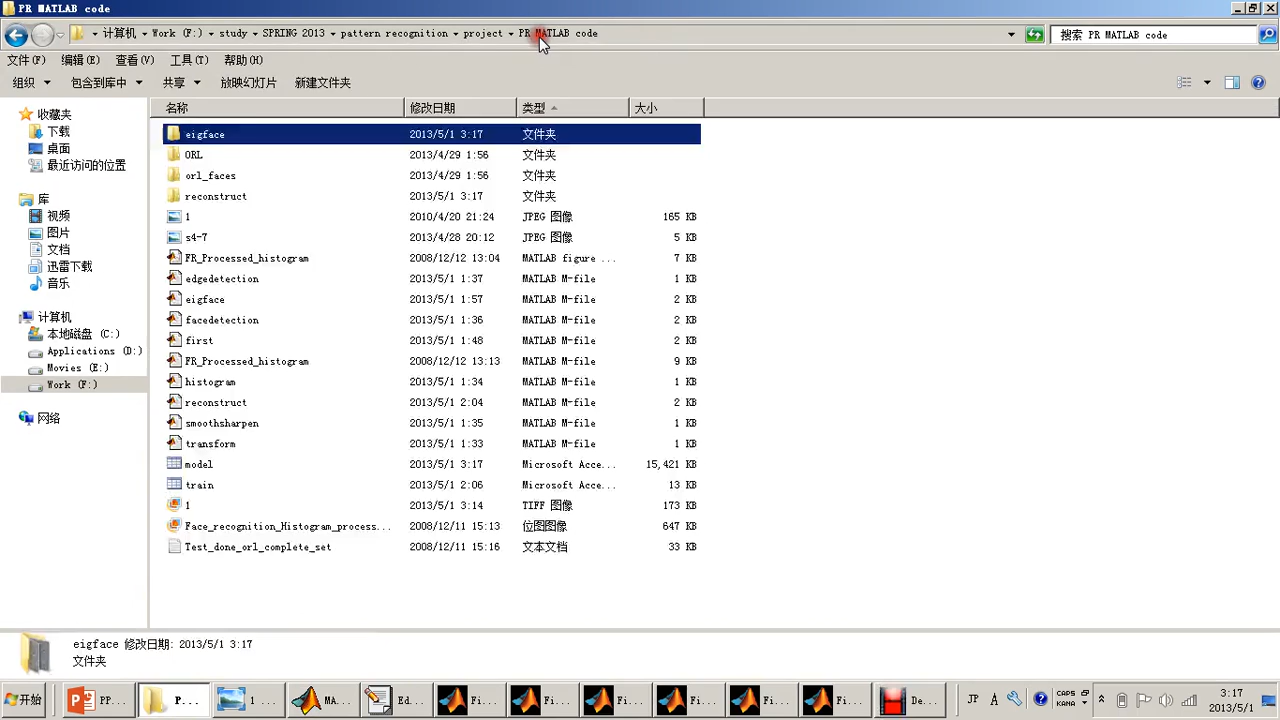 PR MATLAB code
计算机 Work (F:) study SPRING 2013 pattern recognition project PR MATLAB code 搜索 PR MATLAB code
文件(F) 编辑(E) 查看(V) 工具(T) 帮助(H)
组织 包含到库中 共享 放映幻灯片 新建文件夹
收藏夹
下载
桌面
最近访问的位置
库
视频
图片
文档
迅雷下载
音乐
计算机
本地磁盘 (C:)
Applications (D:)
Movies (E:)
Work (F:)
网络
名称 修改日期 类型 大小
eigface 2013/5/1 3:17 文件夹
ORL 2013/4/29 1:56 文件夹
orl_faces 2013/4/29 1:56 文件夹
reconstruct 2013/5/1 3:17 文件夹
1 2010/4/20 21:24 JPEG 图像 165 KB
s4-7 2013/4/28 20:12 JPEG 图像 5 KB
FR_Processed_histogram 2008/12/12 13:04 MATLAB figure ... 7 KB
edgedetection 2013/5/1 1:37 MATLAB M-file 1 KB
eigface 2013/5/1 1:57 MATLAB M-file 2 KB
facedetection 2013/5/1 1:36 MATLAB M-file 2 KB
first 2013/5/1 1:48 MATLAB M-file 2 KB
FR_Processed_histogram 2008/12/12 13:13 MATLAB M-file 9 KB
histogram 2013/5/1 1:34 MATLAB M-file 1 KB
reconstruct 2013/5/1 2:04 MATLAB M-file 2 KB
smoothsharpen 2013/5/1 1:35 MATLAB M-file 1 KB
transform 2013/5/1 1:33 MATLAB M-file 1 KB
model 2013/5/1 3:17 Microsoft Acce... 15,421 KB
train 2013/5/1 2:06 Microsoft Acce... 13 KB
1 2013/5/1 3:14 TIFF 图像 173 KB
Face_recognition_Histogram_process... 2008/12/11 15:13 位图图像 647 KB
Test_done_orl_complete_set 2008/12/11 15:16 文本文档 33 KB
eigface 修改日期: 2013/5/1 3:17
文件夹
开始 PP... P... 1 ... MA... Ed... Fi... Fi... Fi... Fi... Fi... Fi... De... JP A CAPS KANA 3:17
2013/5/1